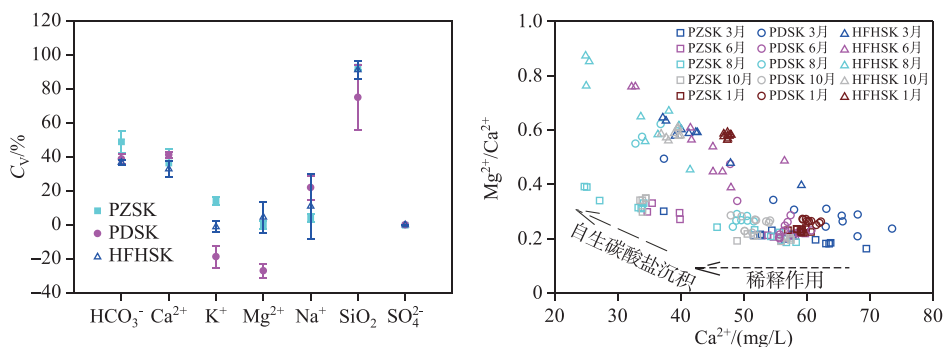 120
100
80
60
40
20
0
−20
−40
C_V/%
PZSK
PDSK
HFHSK
HCO₃⁻ Ca²⁺ K⁺ Mg²⁺ Na⁺ SiO₂ SO₄²⁻
1.0
0.8
0.6
0.4
0.2
0
Mg²⁺/Ca²⁺
PZSK 3月 PDSK 3月 HFHSK 3月
PZSK 6月 PDSK 6月 HFHSK 6月
PZSK 8月 PDSK 8月 HFHSK 8月
PZSK 10月 PDSK 10月 HFHSK 10月
PZSK 1月 PDSK 1月 HFHSK 1月
自生碳酸盐沉积
稀释作用
20 30 40 50 60 70 80
Ca²⁺/(mg/L)